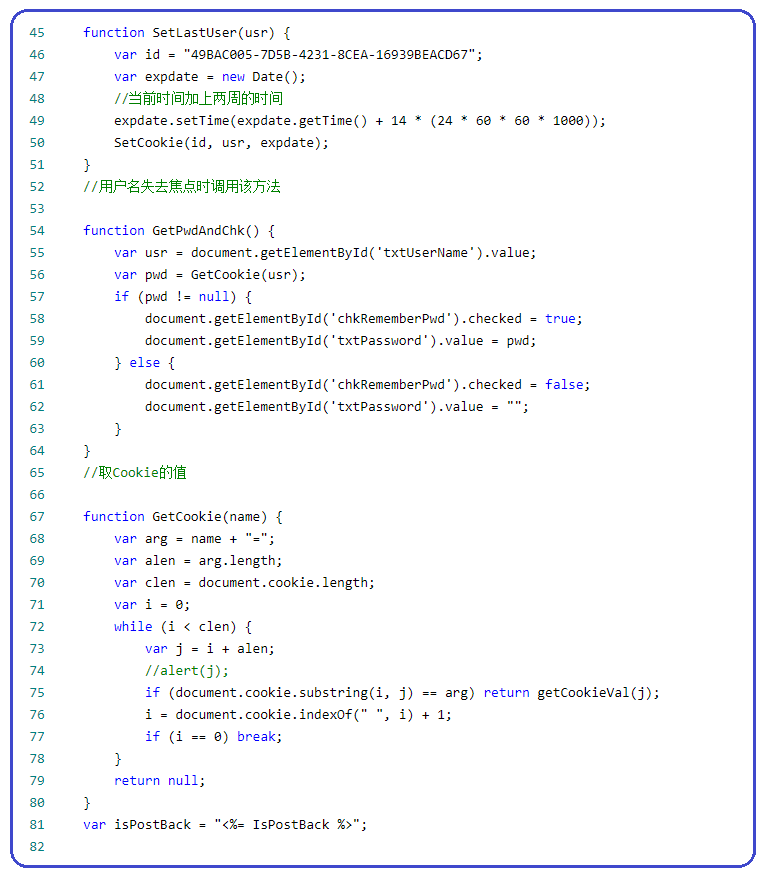 45 function SetLastUser(usr) {
46 var id = "49BAC005-7D5B-4231-8CEA-16939BEACD67";
47 var expdate = new Date();
48 //当前时间加上两周的时间
49 expdate.setTime(expdate.getTime() + 14 * (24 * 60 * 60 * 1000));
50 SetCookie(id, usr, expdate);
51 }
52 //用户名失去焦点时调用该方法
53
54 function GetPwdAndChk() {
55 var usr = document.getElementById('txtUserName').value;
56 var pwd = GetCookie(usr);
57 if (pwd != null) {
58 document.getElementById('chkRememberPwd').checked = true;
59 document.getElementById('txtPassword').value = pwd;
60 } else {
61 document.getElementById('chkRememberPwd').checked = false;
62 document.getElementById('txtPassword').value = "";
63 }
64 }
65 //取Cookie的值
66
67 function GetCookie(name) {
68 var arg = name + "=";
69 var alen = arg.length;
70 var clen = document.cookie.length;
71 var i = 0;
72 while (i < clen) {
73 var j = i + alen;
74 //alert(j);
75 if (document.cookie.substring(i, j) == arg) return getCookieVal(j);
76 i = document.cookie.indexOf(" ", i) + 1;
77 if (i == 0) break;
78 }
79 return null;
80 }
81 var isPostBack = "<%= IsPostBack %>";
82